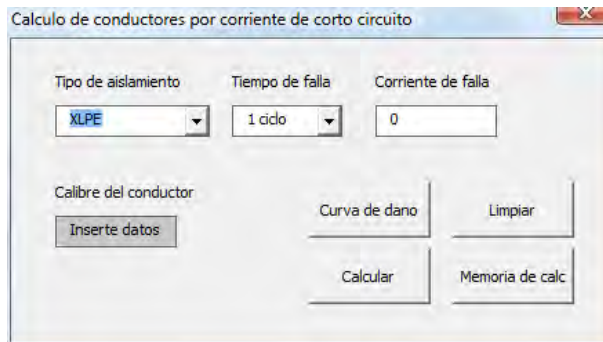 Calculo de conductores por corriente de corto circuito
Tipo de aislamiento Tiempo de falla Corriente de falla
XLPE 1 ciclo 0
Calibre del conductor
Inserte datos
Curva de dano Limpiar
Calcular Memoria de calc